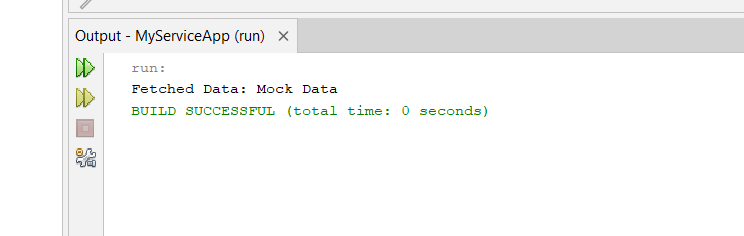 Output - MyServiceApp (run)
run:
Fetched Data: Mock Data
BUILD SUCCESSFUL (total time: 0 seconds)